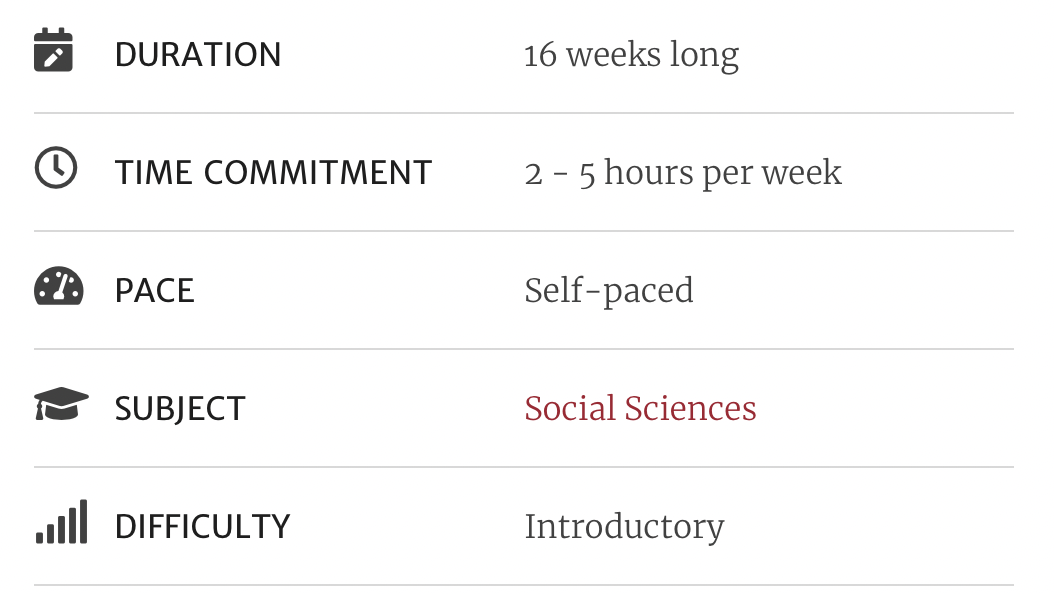 DURATION 16 weeks long
TIME COMMITMENT 2 - 5 hours per week
PACE Self-paced
SUBJECT Social Sciences
DIFFICULTY Introductory